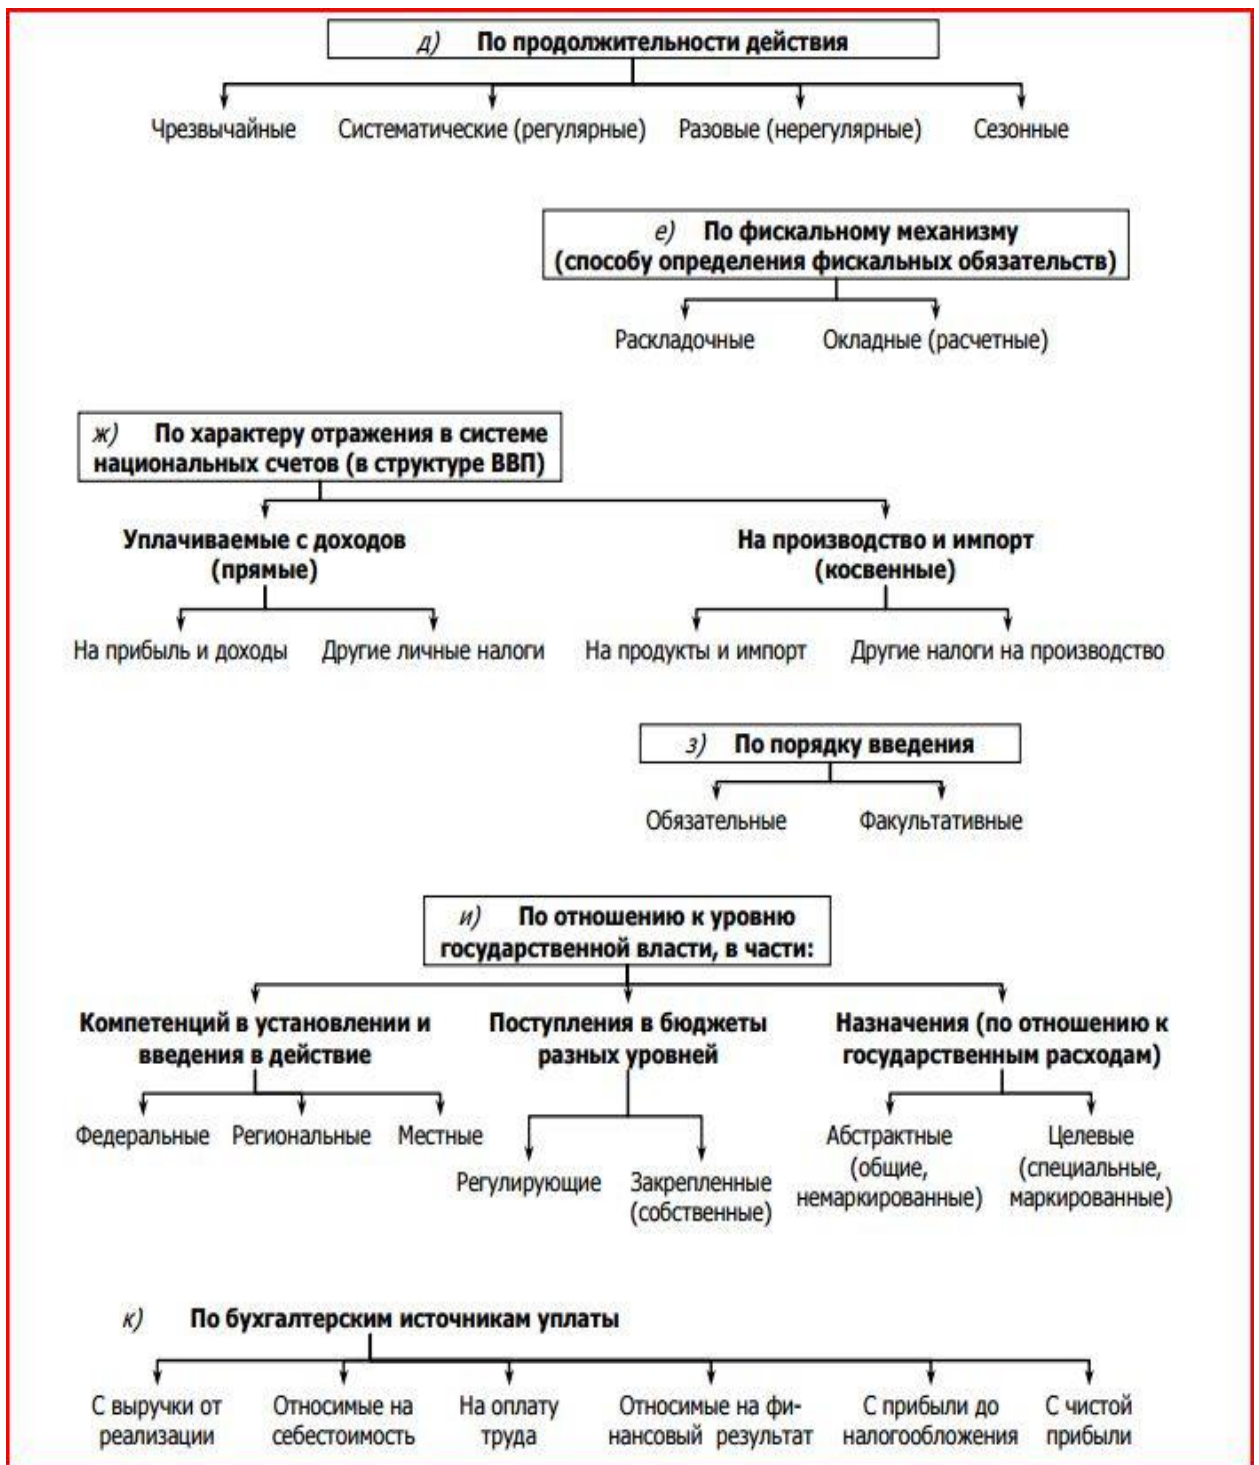 д) По продолжительности действия
Чрезвычайные Систематические (регулярные) Разовые (нерегулярные) Сезонные
е) По фискальному механизму
(способу определения фискальных обязательств)
Раскладочные Окладные (расчетные)
ж) По характеру отражения в системе
национальных счетов (в структуре ВВП)
Уплачиваемые с доходов
(прямые)
На производство и импорт
(косвенные)
На прибыль и доходы Другие личные налоги На продукты и импорт Другие налоги на производство
з) По порядку введения
Обязательные Факультативные
и) По отношению к уровню
государственной власти, в части:
Компетенций в установлении и
введения в действие
Поступления в бюджеты
разных уровней
Назначения (по отношению к
государственным расходам)
Федеральные Региональные Местные
Регулирующие
Закрепленные
(собственные)
Абстрактные
(общие,
немаркированные)
Целевые
(специальные,
маркированные)
к) По бухгалтерским источникам уплаты
С выручки от
реализации
Относимые на
себестоимость
На оплату
труда
Относимые на фи-
нансовый результат
С прибыли до
налогообложения
С чистой
прибыли